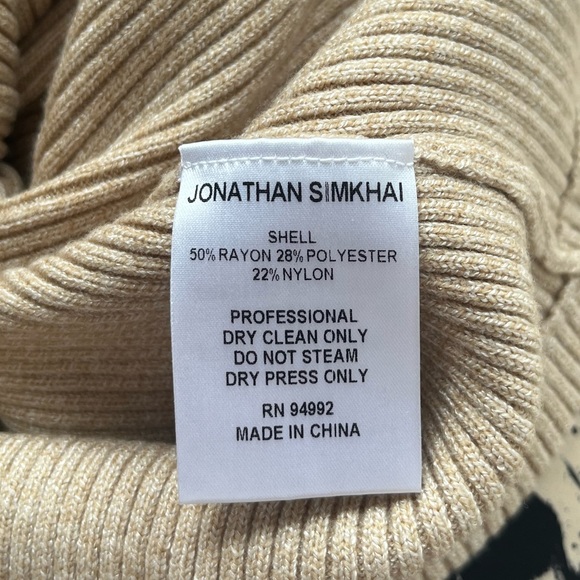 JONATHAN SIMKHAI
SHELL
50% RAYON 28% POLYESTER
22% NYLON
PROFESSIONAL
DRY CLEAN ONLY
DO NOT STEAM
DRY PRESS ONLY
RN 94992
MADE IN CHINA